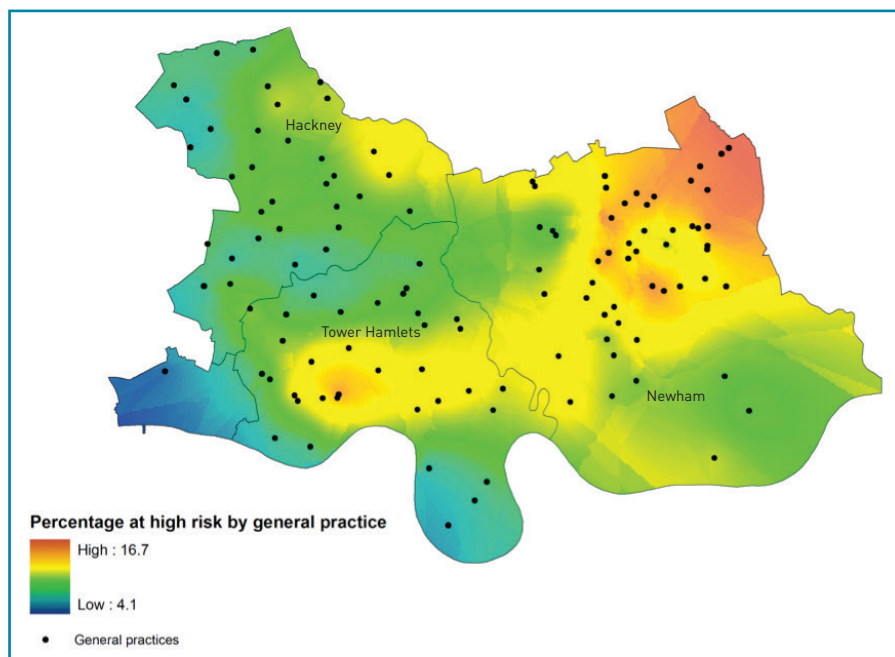 Hackney
Tower Hamlets
Newham
Percentage at high risk by general practice
High : 16.7
Low : 4.1
General practices